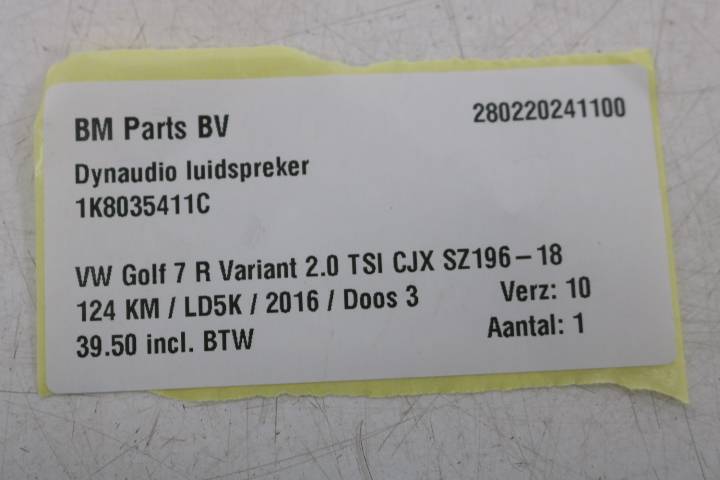 BM Parts BV
280220241100
Dynaudio luidspreker
1K8035411C
VW Golf 7 R Variant 2.0 TSI CJX SZ196-18
124 KM / LD5K / 2016 / Doos 3
Verz: 10
39.50 incl. BTW
Aantal: 1